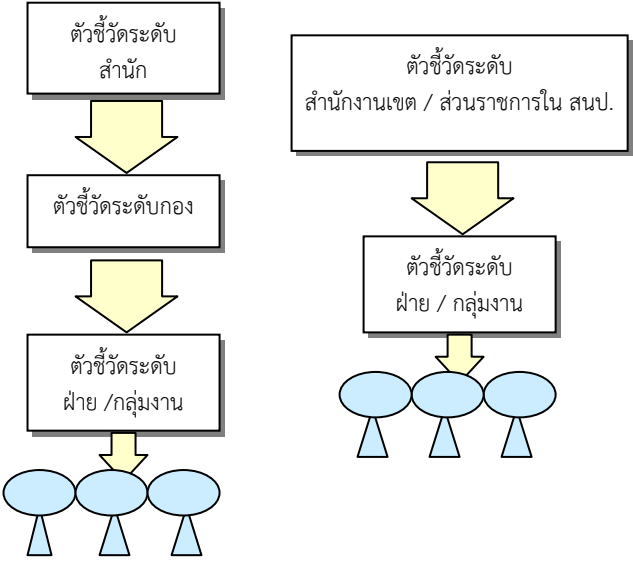 ตัวชี้วัดระดับ
สำนัก
ตัวชี้วัดระดับกอง
ตัวชี้วัดระดับ
ฝ่าย /กลุ่มงาน
ตัวชี้วัดระดับ
สำนักงานเขต / ส่วนราชการใน สนป.
ตัวชี้วัดระดับ
ฝ่าย / กลุ่มงาน